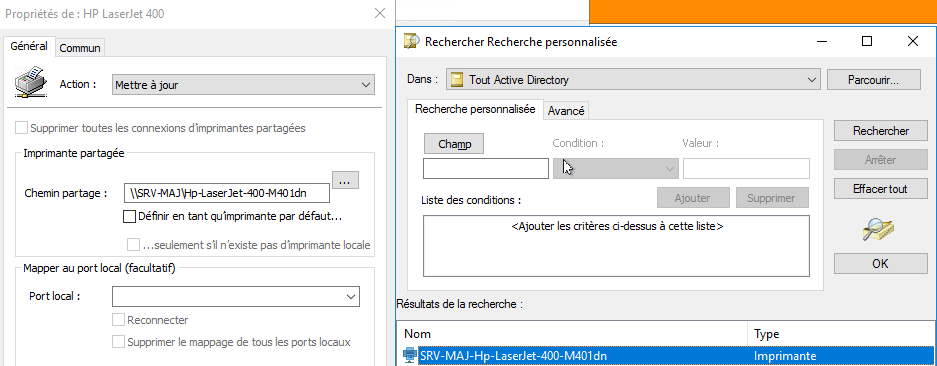 Propriétés de : HP LaserJet 400
Général
Commun
Action :
Mettre à jour
Supprimer toutes les connexions d'imprimantes partagées
Imprimante partagée
Chemin partage :
\\SRV-MAJ\Hp-LaserJet-400-M401dn
...
Définir en tant qu'imprimante par défaut...
...seulement s'il n'existe pas d'imprimante locale
Mapper au port local (facultatif)
Port local :
Reconnecter
Supprimer le mappage de tous les ports locaux
Rechercher Recherche personnalisée
Dans :
Tout Active Directory
Parcourir...
Recherche personnalisée
Avancé
Champ
Condition :
Valeur :
Rechercher
Arrêter
Effacer tout
Liste des conditions :
Ajouter
Supprimer
<Ajouter les critères ci-dessus à cette liste>
OK
Résultats de la recherche :
Nom
Type
SRV-MAJ-Hp-LaserJet-400-M401dn
Imprimante